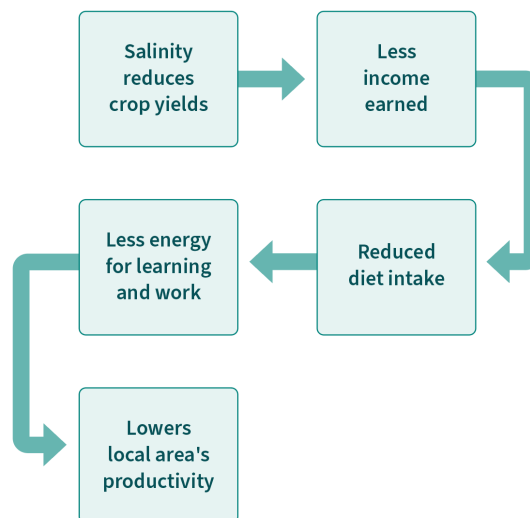 Salinity
reduces
crop yields
Less
income
earned
Reduced
diet intake
Less energy
for learning
and work
Lowers
local area's
productivity